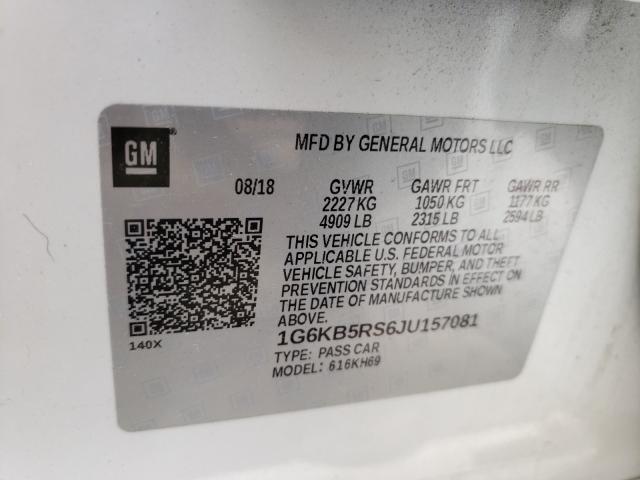 GM
MFD BY GENERAL MOTORS LLC
08/18 GVWR GAWR FRT GAWR RR
2227 KG 1050 KG 1177 KG
4909 LB 2315 LB 2594 LB
THIS VEHICLE CONFORMS TO ALL
APPLICABLE U.S. FEDERAL MOTOR
VEHICLE SAFETY, BUMPER, AND THEFT
PREVENTION STANDARDS IN EFFECT ON
THE DATE OF MANUFACTURE SHOWN
ABOVE.
1G6KB5RS6JU157081
140X
TYPE: PASS CAR
MODEL: 616KH69